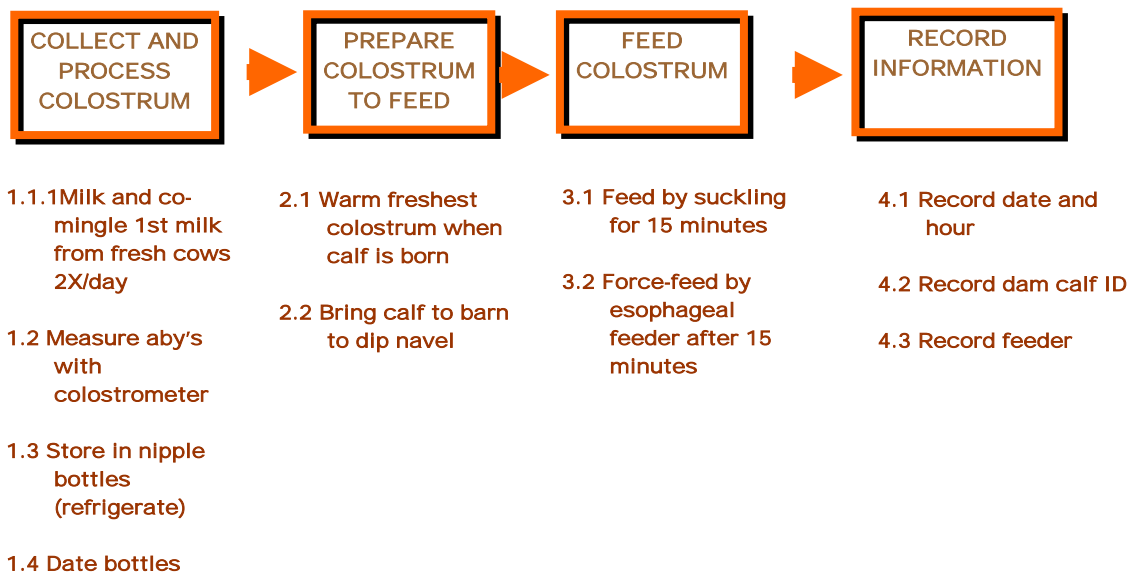 COLLECT AND
PROCESS
COLOSTRUM
PREPARE
COLOSTRUM
TO FEED
FEED
COLOSTRUM
RECORD
INFORMATION
1.1.1Milk and co-
mingle 1st milk
from fresh cows
2X/day
1.2 Measure aby's
with
colostrometer
1.3 Store in nipple
bottles
(refrigerate)
1.4 Date bottles
2.1 Warm freshest
colostrum when
calf is born
2.2 Bring calf to barn
to dip navel
3.1 Feed by suckling
for 15 minutes
3.2 Force-feed by
esophageal
feeder after 15
minutes
4.1 Record date and
hour
4.2 Record dam calf ID
4.3 Record feeder